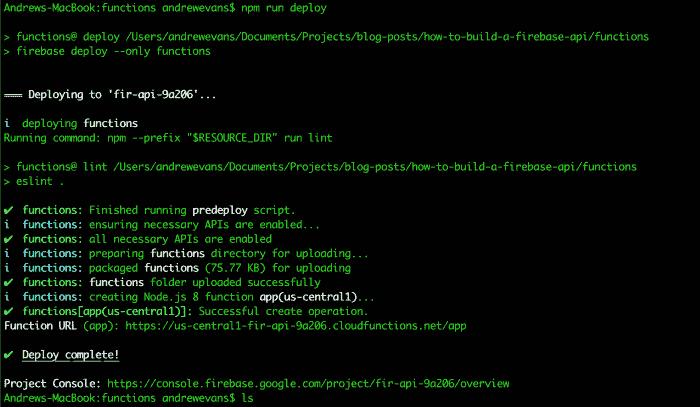 Andrews-MacBook:functions andrewevans$ npm run deploy
> functions@ deploy /Users/andrewevans/Documents/Projects/blog-posts/how-to-build-a-firebase-api/functions
> firebase deploy --only functions
=== Deploying to 'fir-api-9a206'...
i  deploying functions
Running command: npm --prefix "$RESOURCE_DIR" run lint
> functions@ lint /Users/andrewevans/Documents/Projects/blog-posts/how-to-build-a-firebase-api/functions
> eslint .
✔  functions: Finished running predeploy script.
i  functions: ensuring necessary APIs are enabled...
✔  functions: all necessary APIs are enabled
i  functions: preparing functions directory for uploading...
i  functions: packaged functions (75.77 KB) for uploading
✔  functions: functions folder uploaded successfully
i  functions: creating Node.js 8 function app(us-central1)...
✔  functions[app(us-central1)]: Successful create operation.
Function URL (app): https://us-central1-fir-api-9a206.cloudfunctions.net/app
✔  Deploy complete!
Project Console: https://console.firebase.google.com/project/fir-api-9a206/overview
Andrews-MacBook:functions andrewevans$ ls